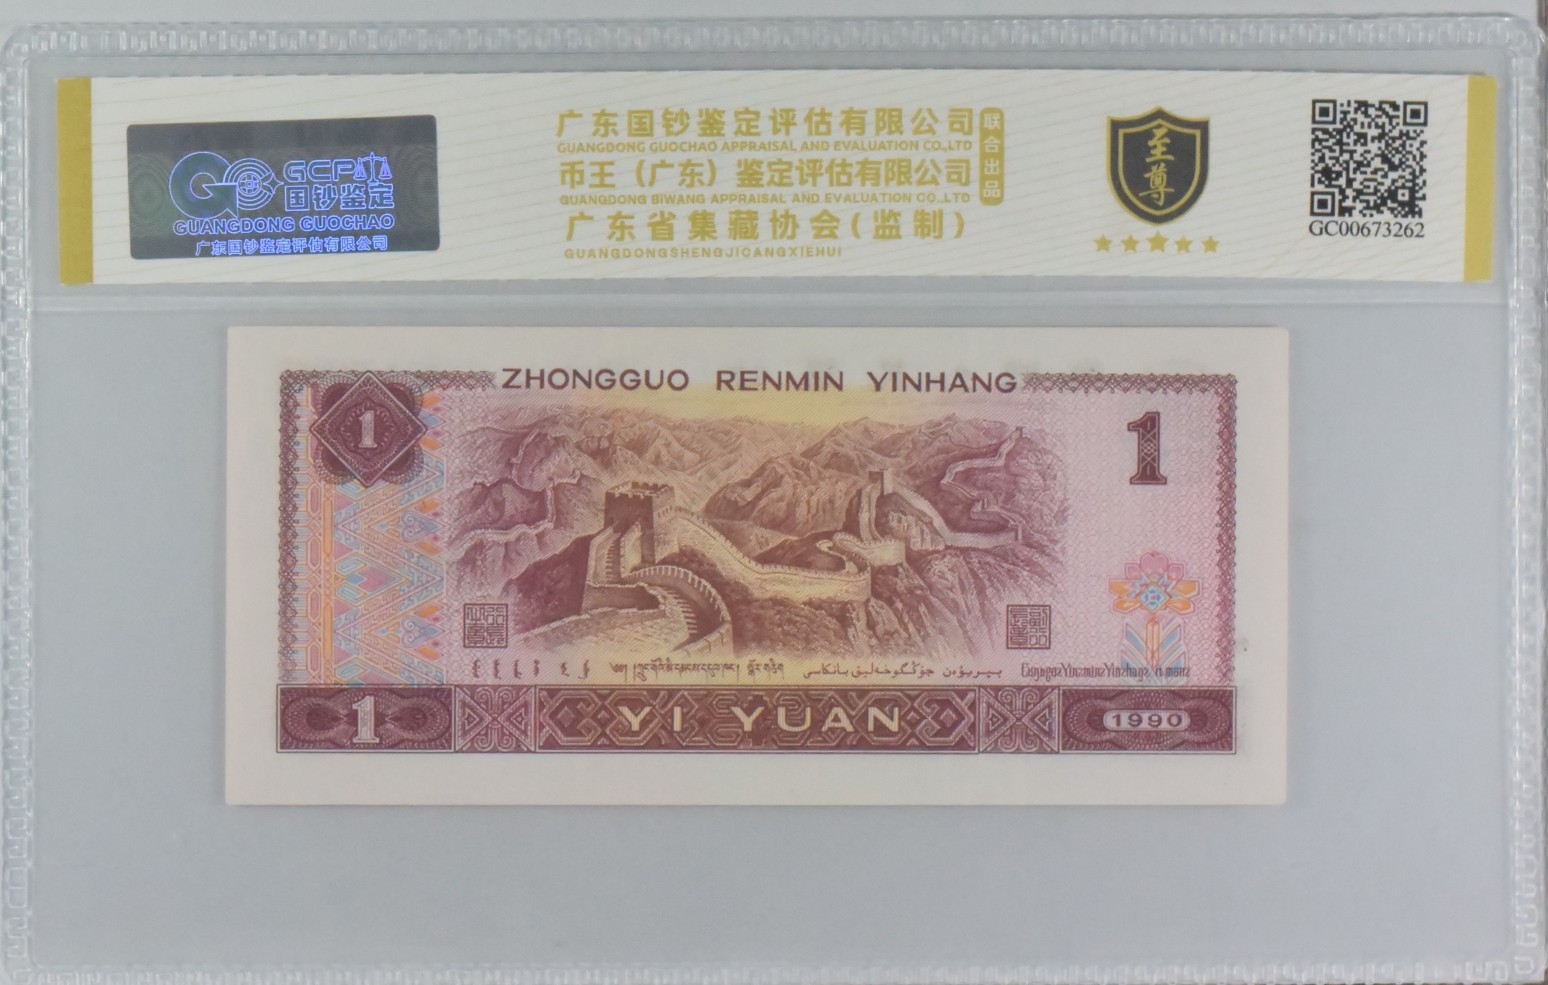 GCPA
国钞鉴定
GUANGDONG GUOCHAO
广东国钞鉴定评估有限公司
广东国钞鉴定评估有限公司
GUANGDONG GUOCHAO APPRAISAL AND EVALUATION CO.,LTD
币王（广东）鉴定评估有限公司
GUANGDONG BIWANG APPRAISAL AND EVALUATION CO.,LTD
广东省集藏协会(监制)
GUANGDONGSHENGJICANGXIEHUI
联合出品
至尊
GC00673262
ZHONGGUO RENMIN YINHANG
1
1
1
YI YUAN
1990